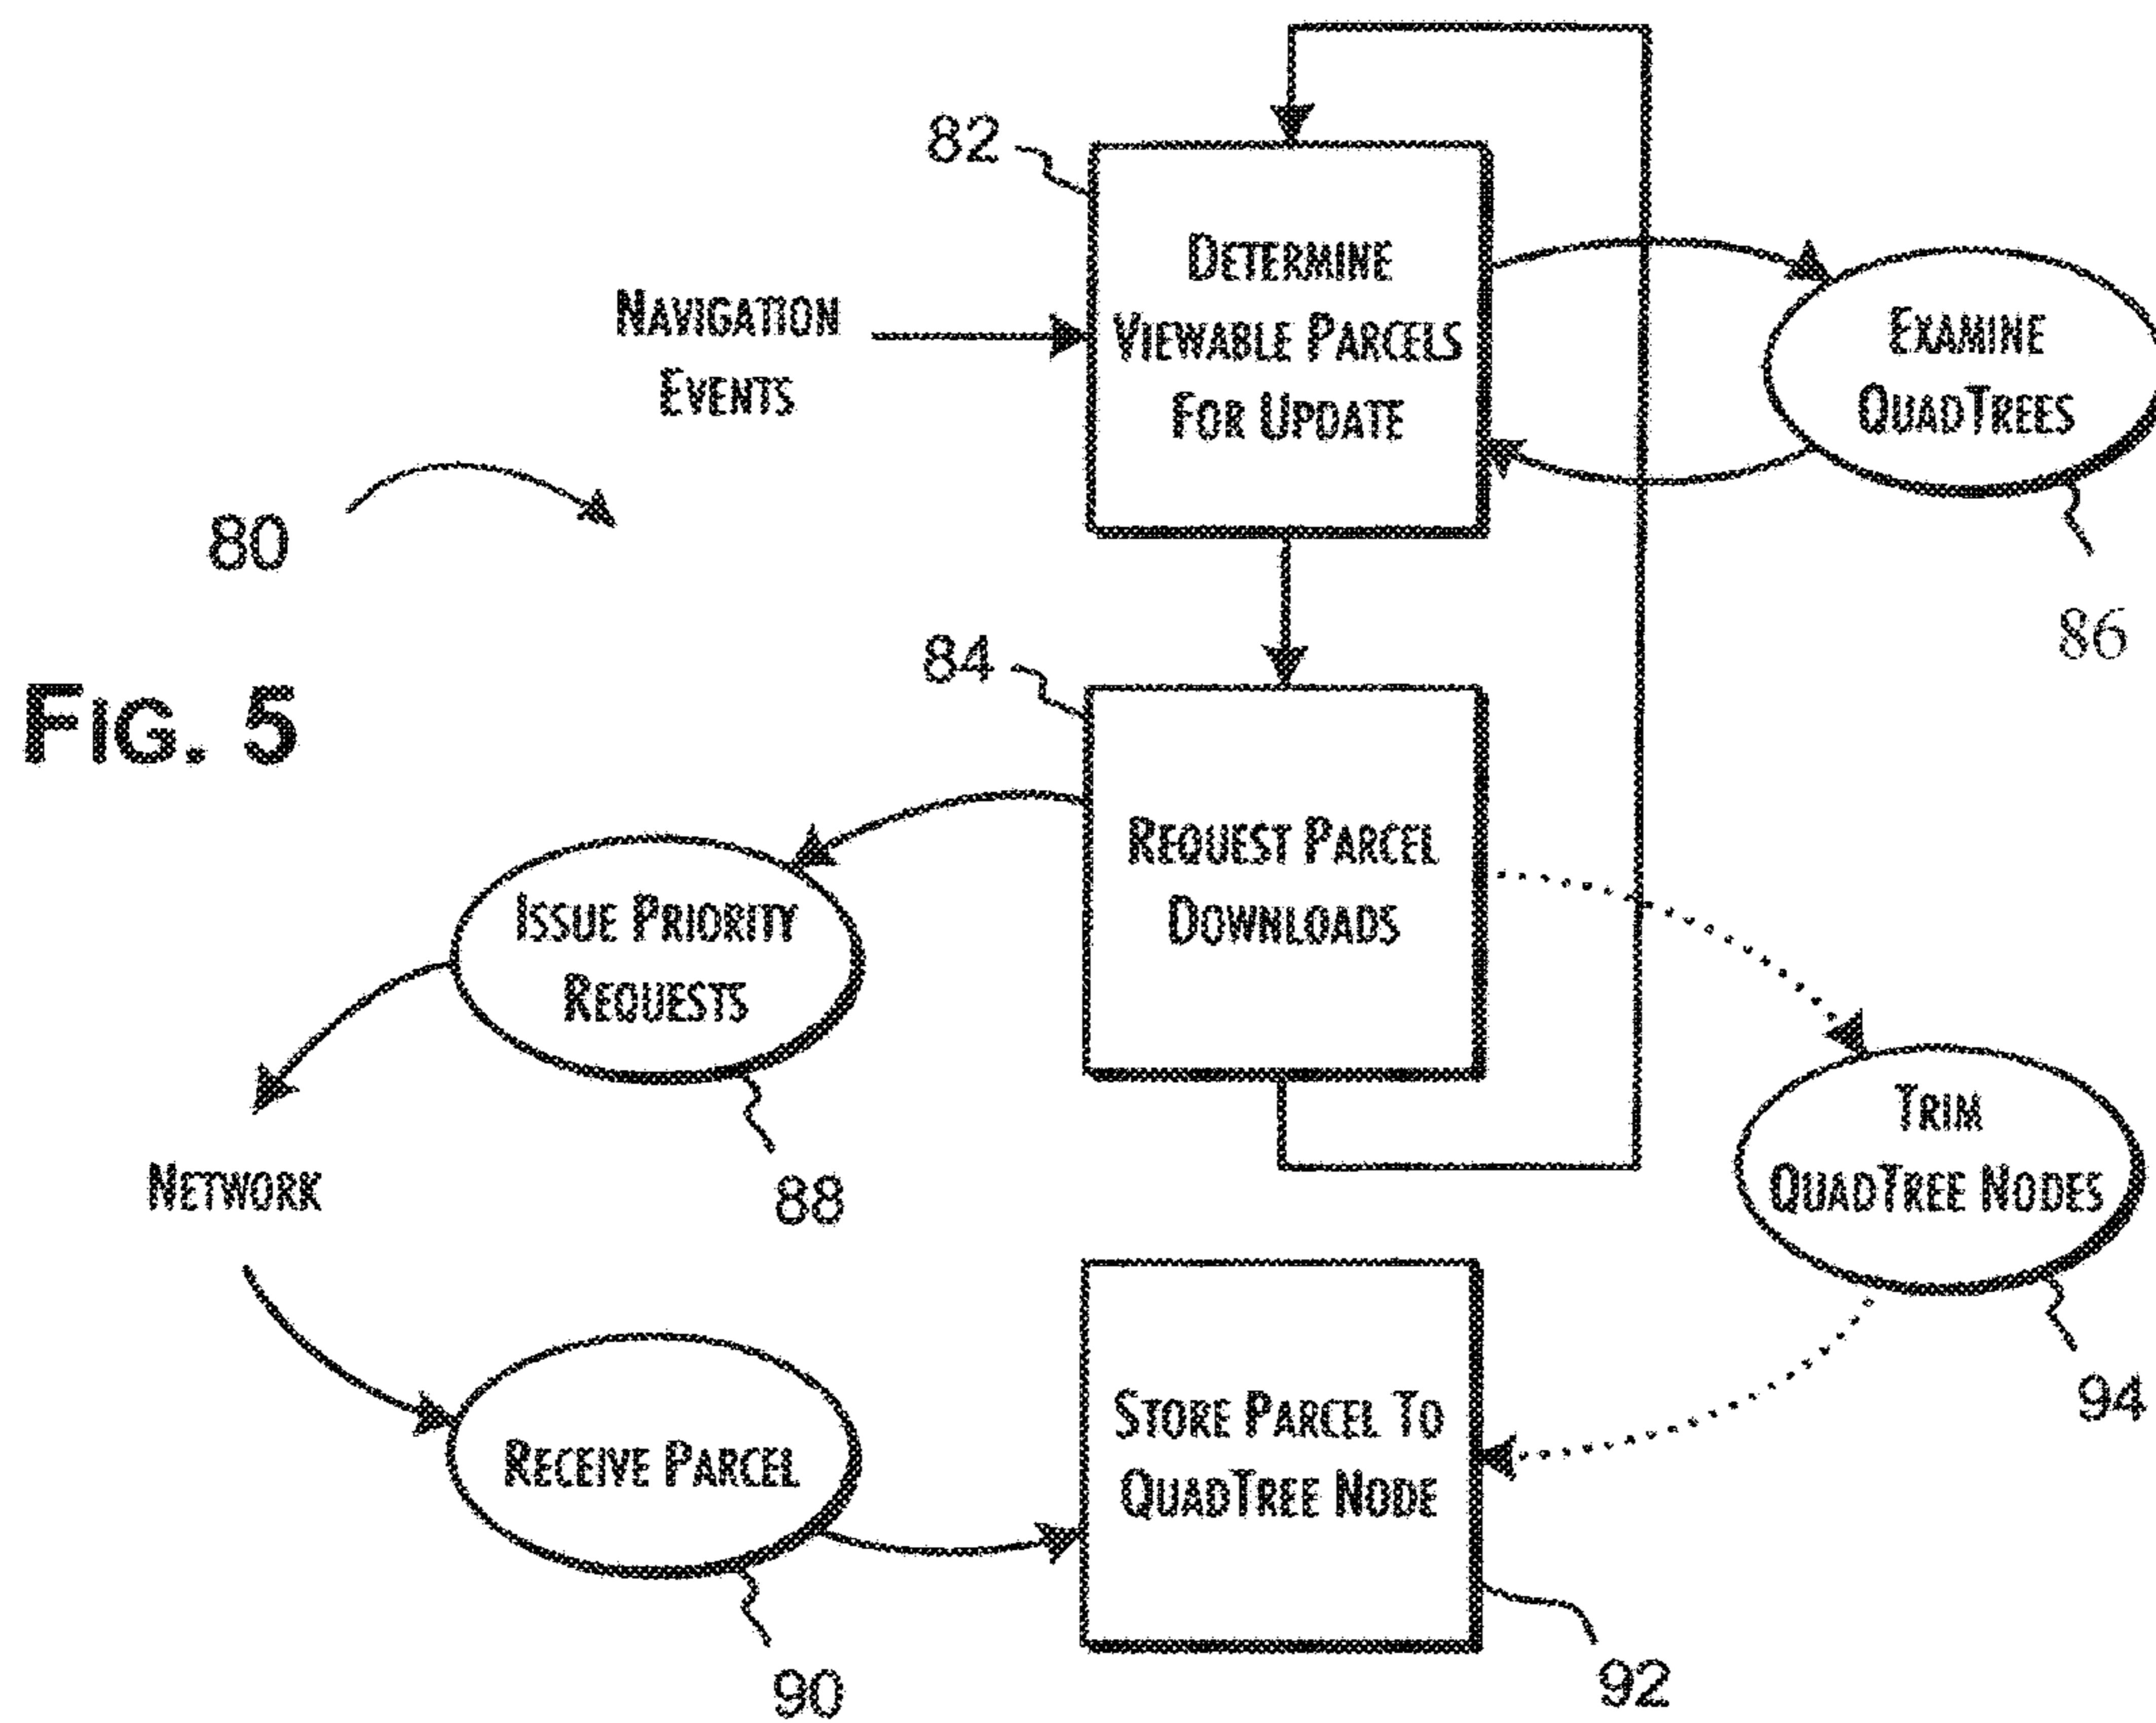 82
DETERMINE
VIEWABLE PARCELS
FOR UPDATE
NAVIGATION
EVENTS
EXAMINE
QUADTREES
86
80
FIG. 5
84
REQUEST PARCEL
DOWNLOADS
ISSUE PRIORITY
REQUESTS
88
NETWORK
TRIM
QUADTREE NODES
94
RECEIVE PARCEL
90
STORE PARCEL TO
QUADTREE NODE
92